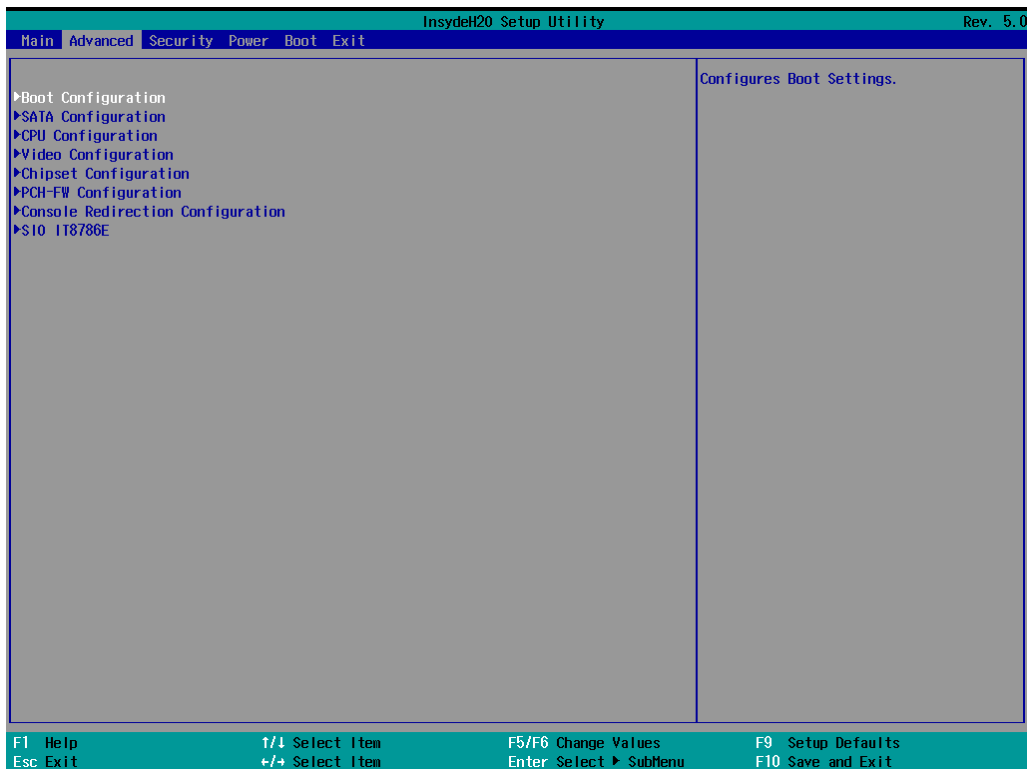 InsydeH20 Setup Utility Rev. 5.0
Main Advanced Security Power Boot Exit
Configures Boot Settings.
▶Boot Configuration
▶SATA Configuration
▶CPU Configuration
▶Video Configuration
▶Chipset Configuration
▶PCH-FW Configuration
▶Console Redirection Configuration
▶SIO IT8786E
F1 Help ↑/↓ Select Item F5/F6 Change Values F9 Setup Defaults
Esc Exit ←/→ Select Item Enter Select ▶ SubMenu F10 Save and Exit